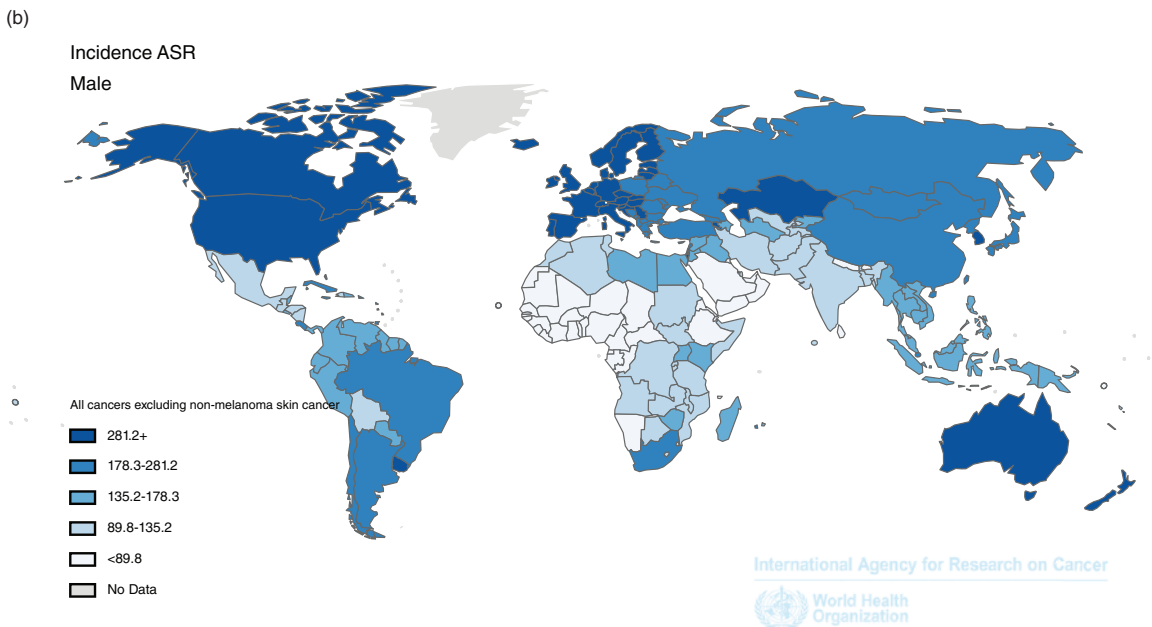 (b)
Incidence ASR
Male
All cancers excluding non-melanoma skin cancer
281.2+
178.3-281.2
135.2-178.3
89.8-135.2
<89.8
No Data
International Agency for Research on Cancer
World Health
Organization